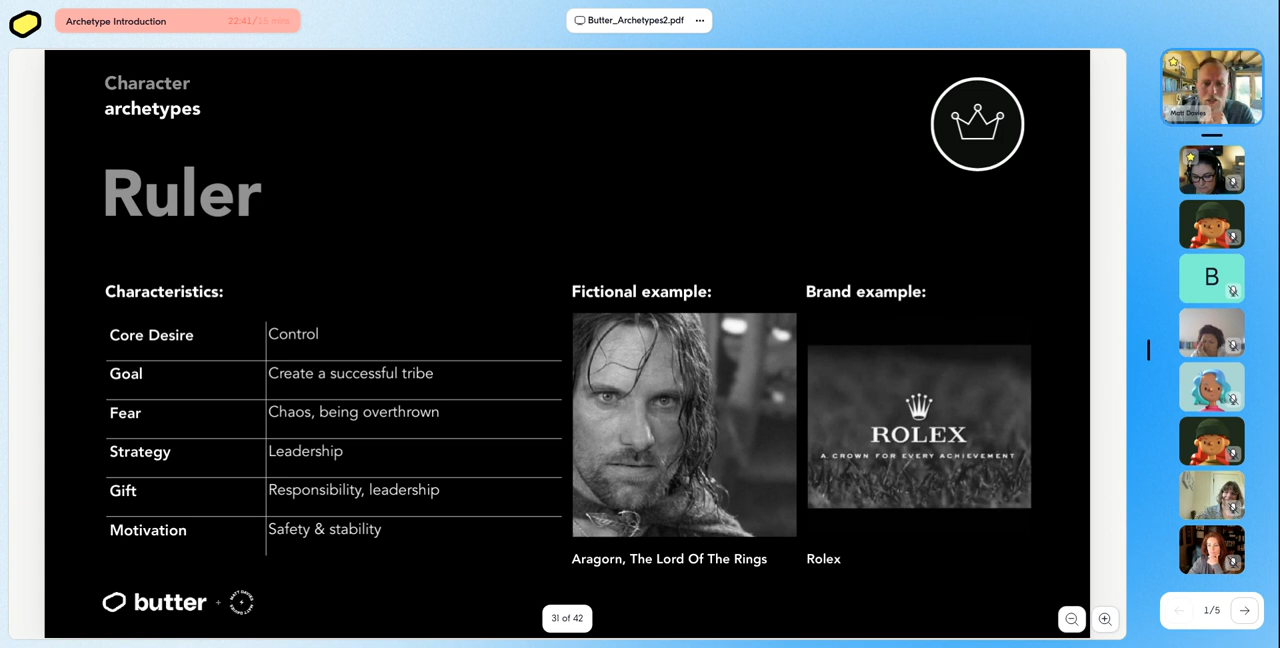 Archetype Introduction 22:41/15 mins
Butter_Archetypes2.pdf
Character
archetypes
Ruler
Characteristics:
Core Desire Control
Goal Create a successful tribe
Fear Chaos, being overthrown
Strategy Leadership
Gift Responsibility, leadership
Motivation Safety & stability
Fictional example:
Aragorn, The Lord Of The Rings
Brand example:
ROLEX
A CROWN FOR EVERY ACHIEVEMENT
Rolex
butter +
MATT DAVIES
31 of 42
Matt Davies
B
1/5